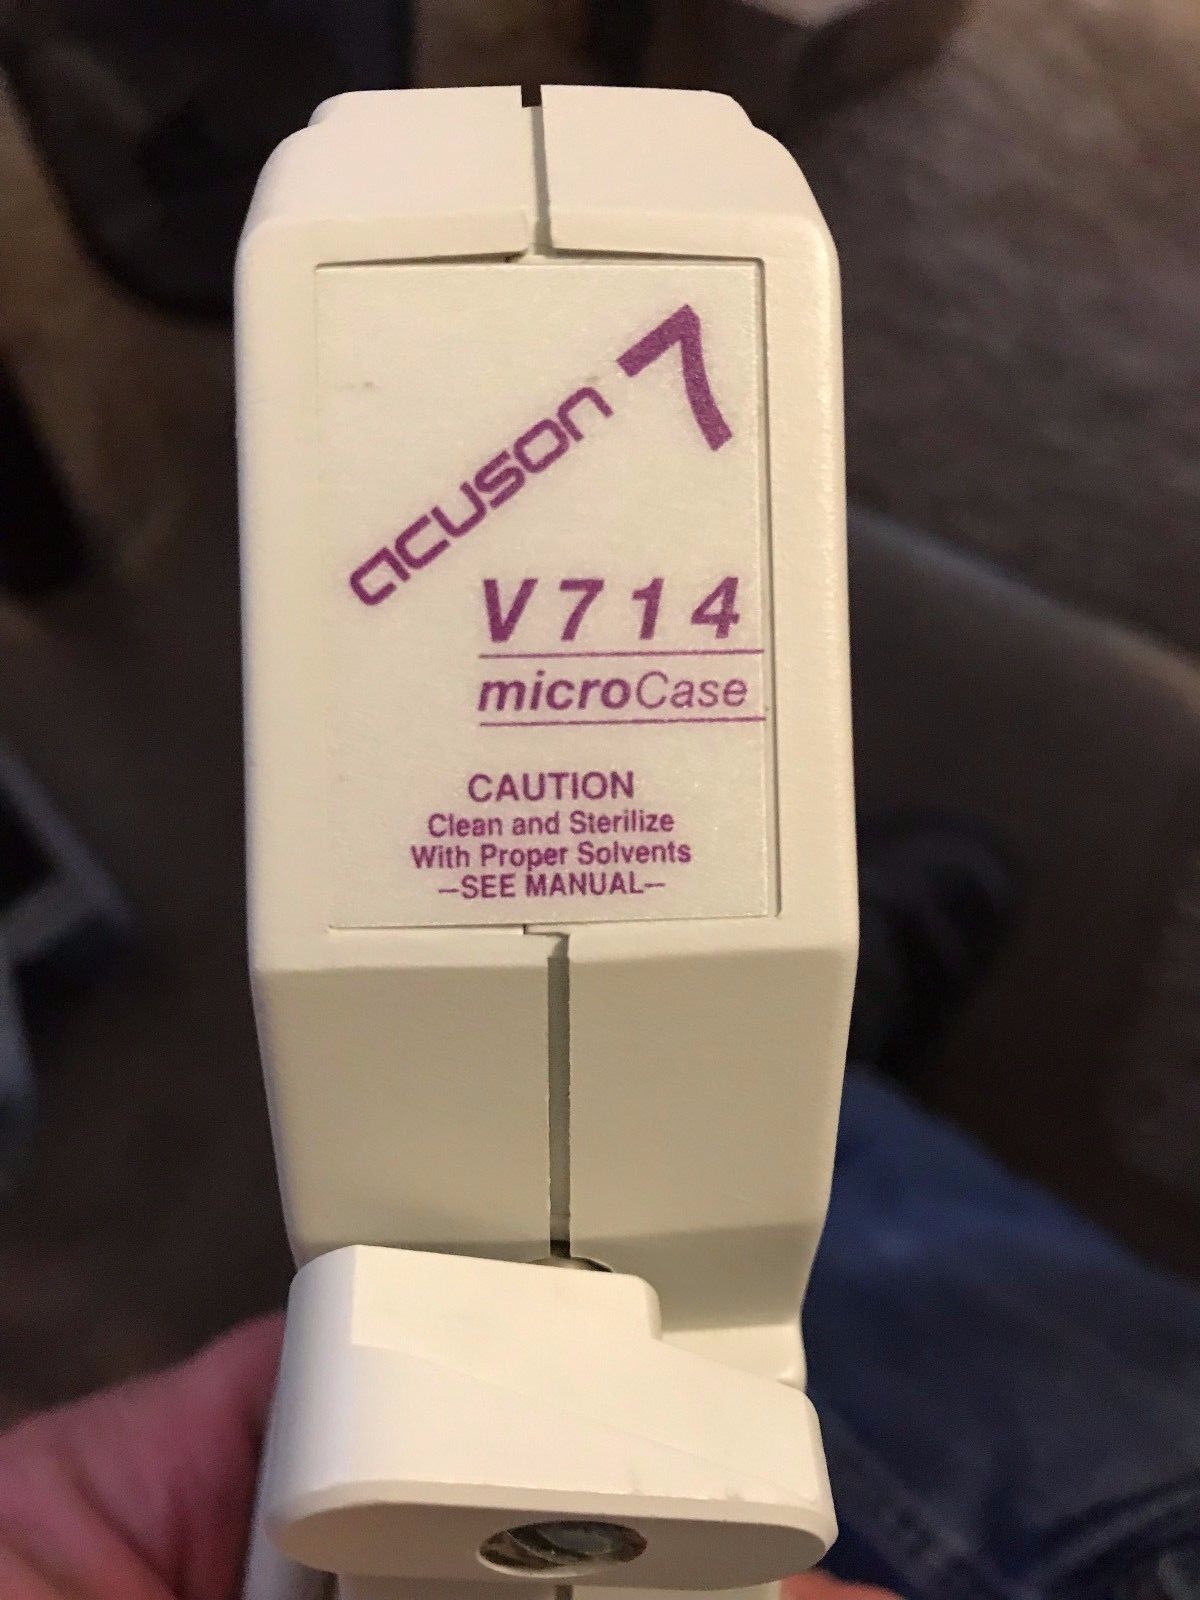 acuson 7
V714
microCase
CAUTION
Clean and Sterilize
With Proper Solvents
–SEE MANUAL–